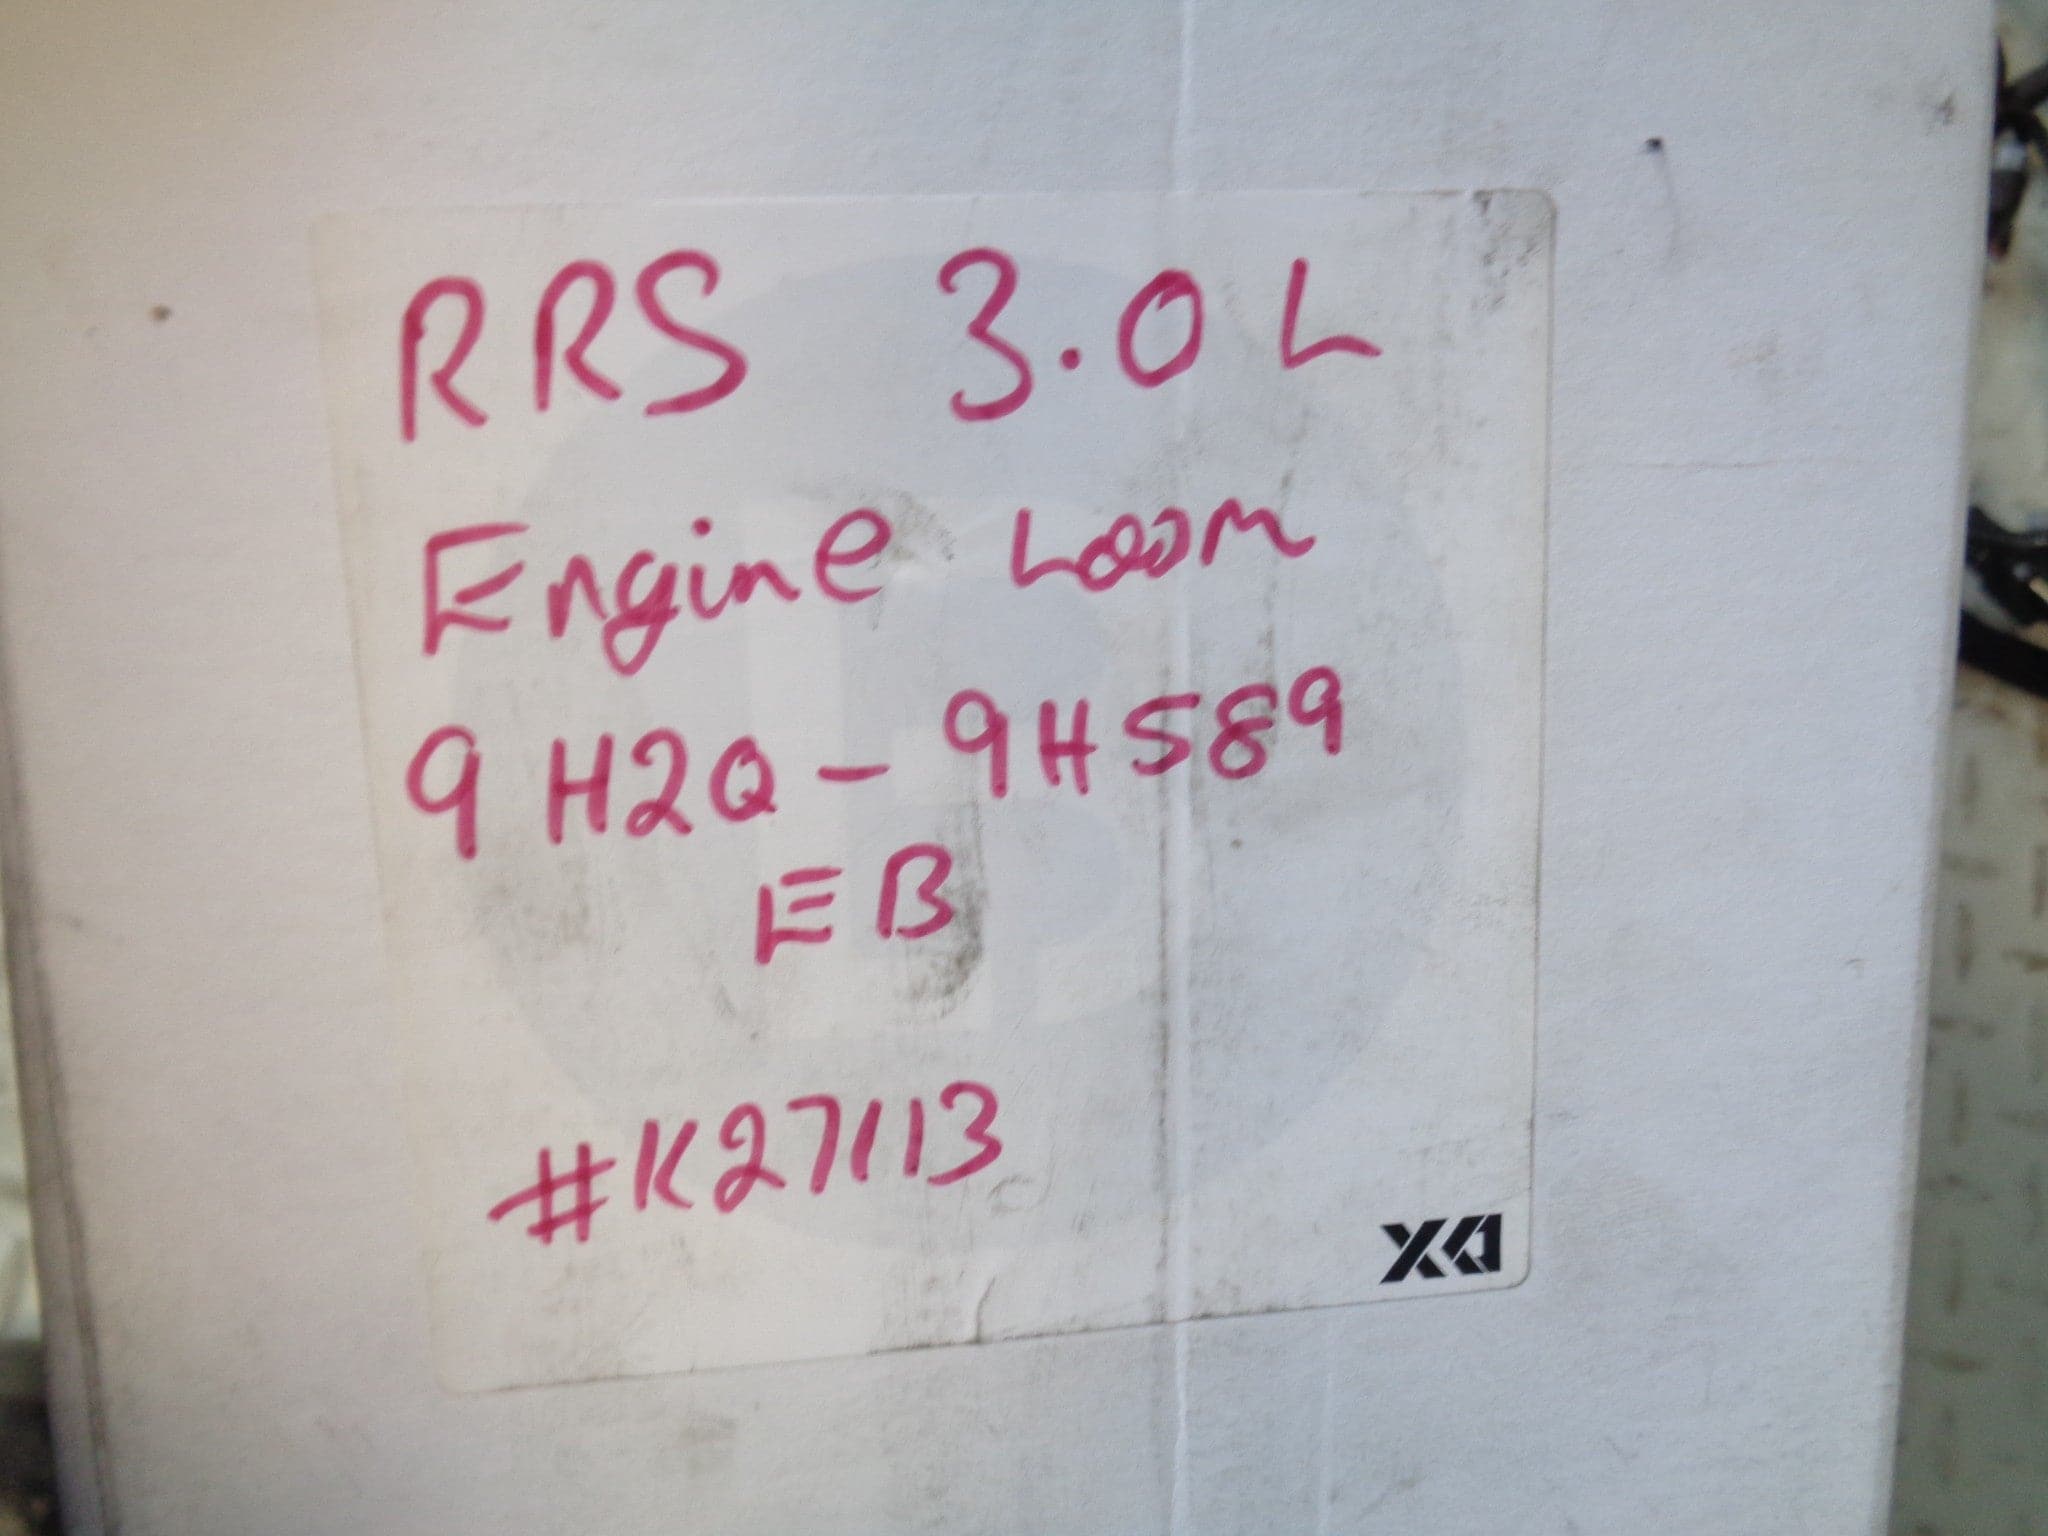 RRS 3.0L
Engine Loom
9H2Q-9H589
EB
#K27113